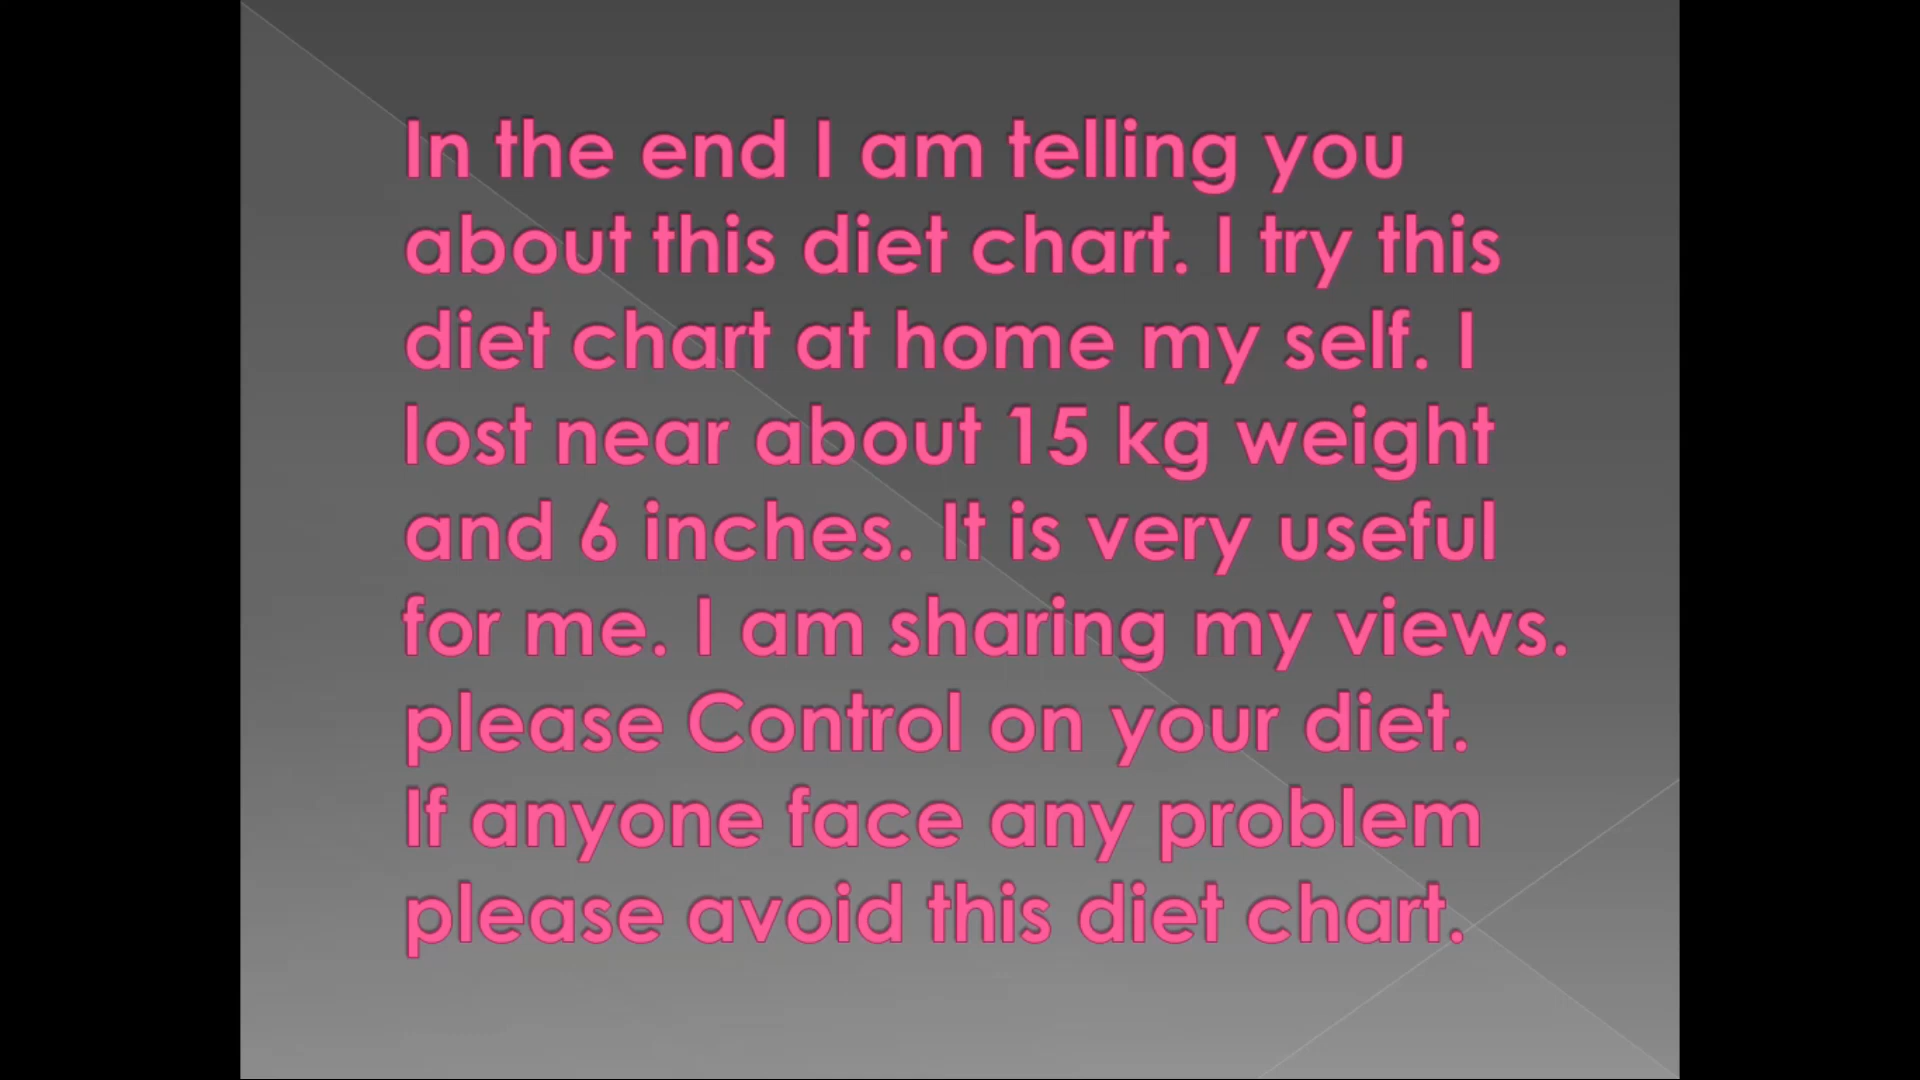 In the end I am telling you
about this diet chart. I try this
diet chart at home my self. I
lost near about 15 kg weight
and 6 inches. It is very useful
for me. I am sharing my views.
please Control on your diet.
If anyone face any problem
please avoid this diet chart.